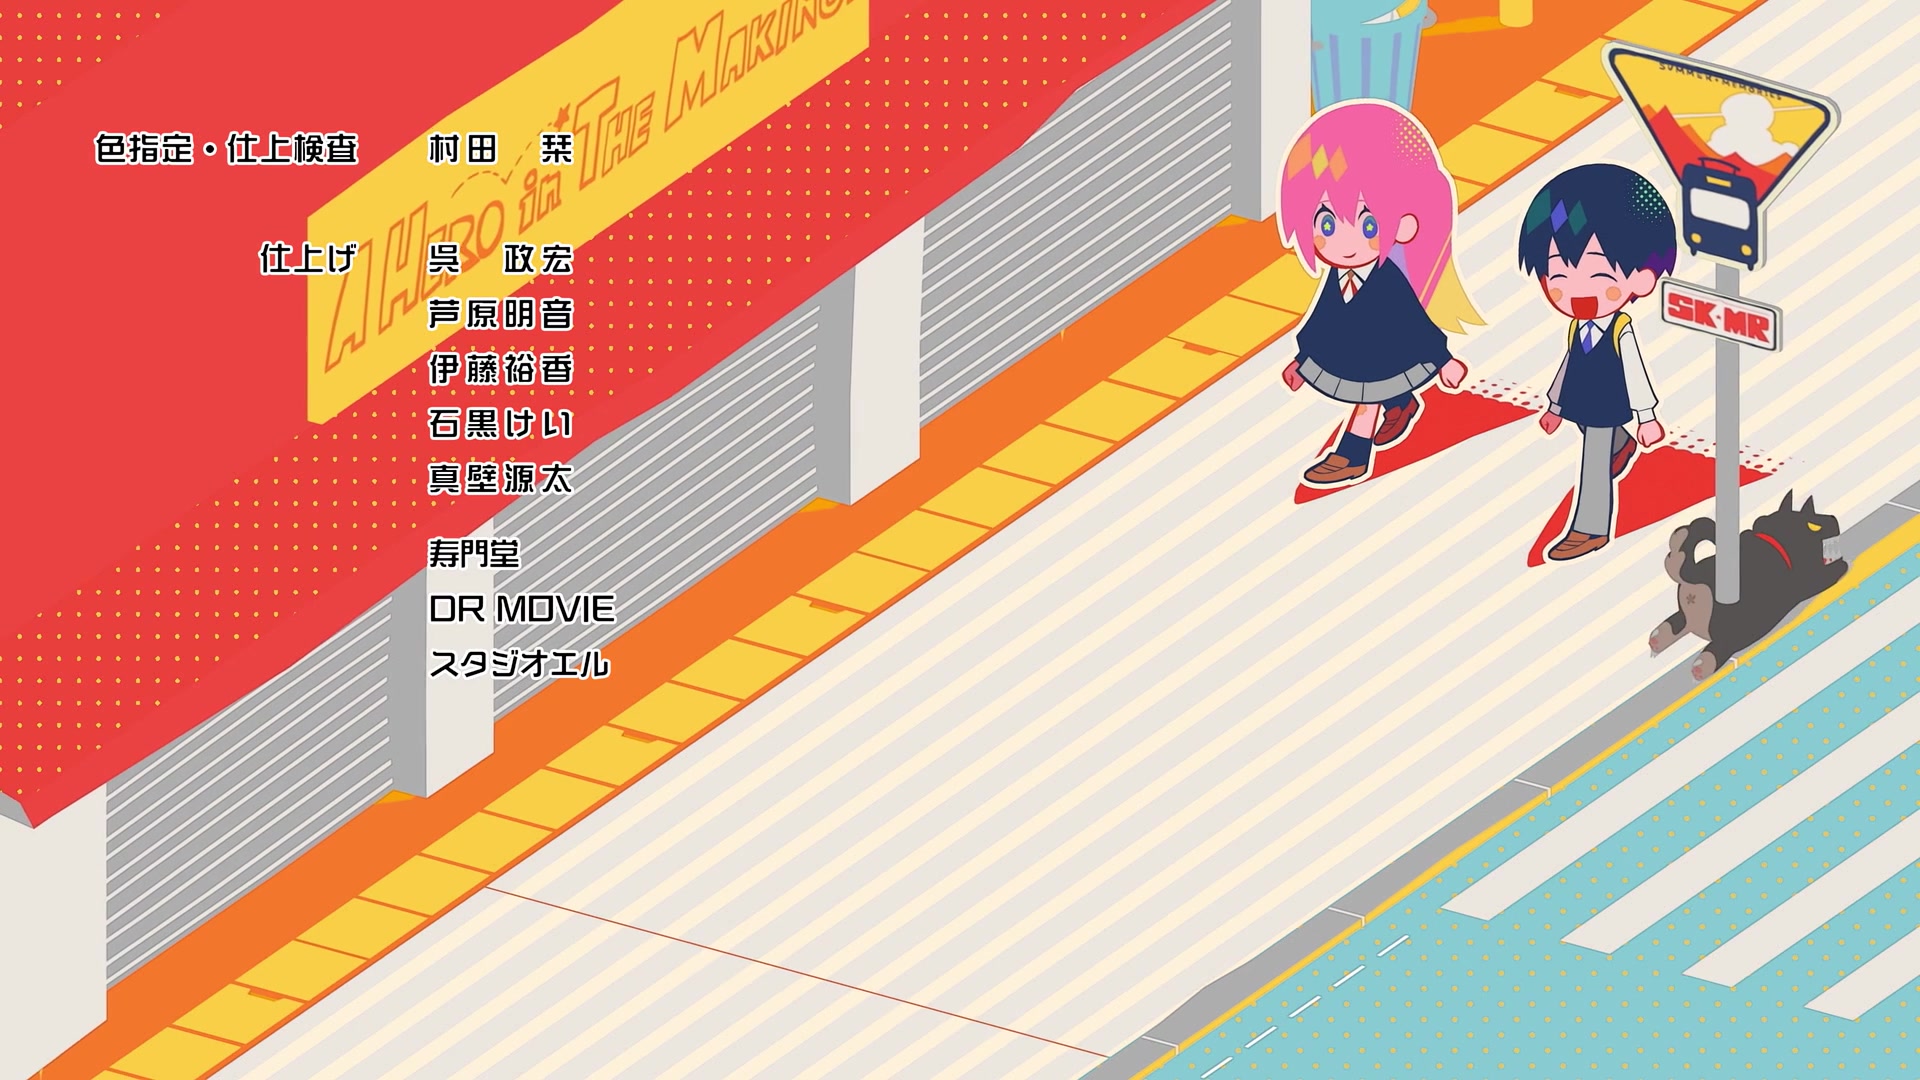 A HERO in THE MAKING
SUMMER・MEMORIES
SK・MR
色指定・仕上検査 村田 栞
仕上げ 呉 政宏
芦原明音
伊藤裕香
石黒けい
真壁源太
寿門堂
DR MOVIE
スタジオエル